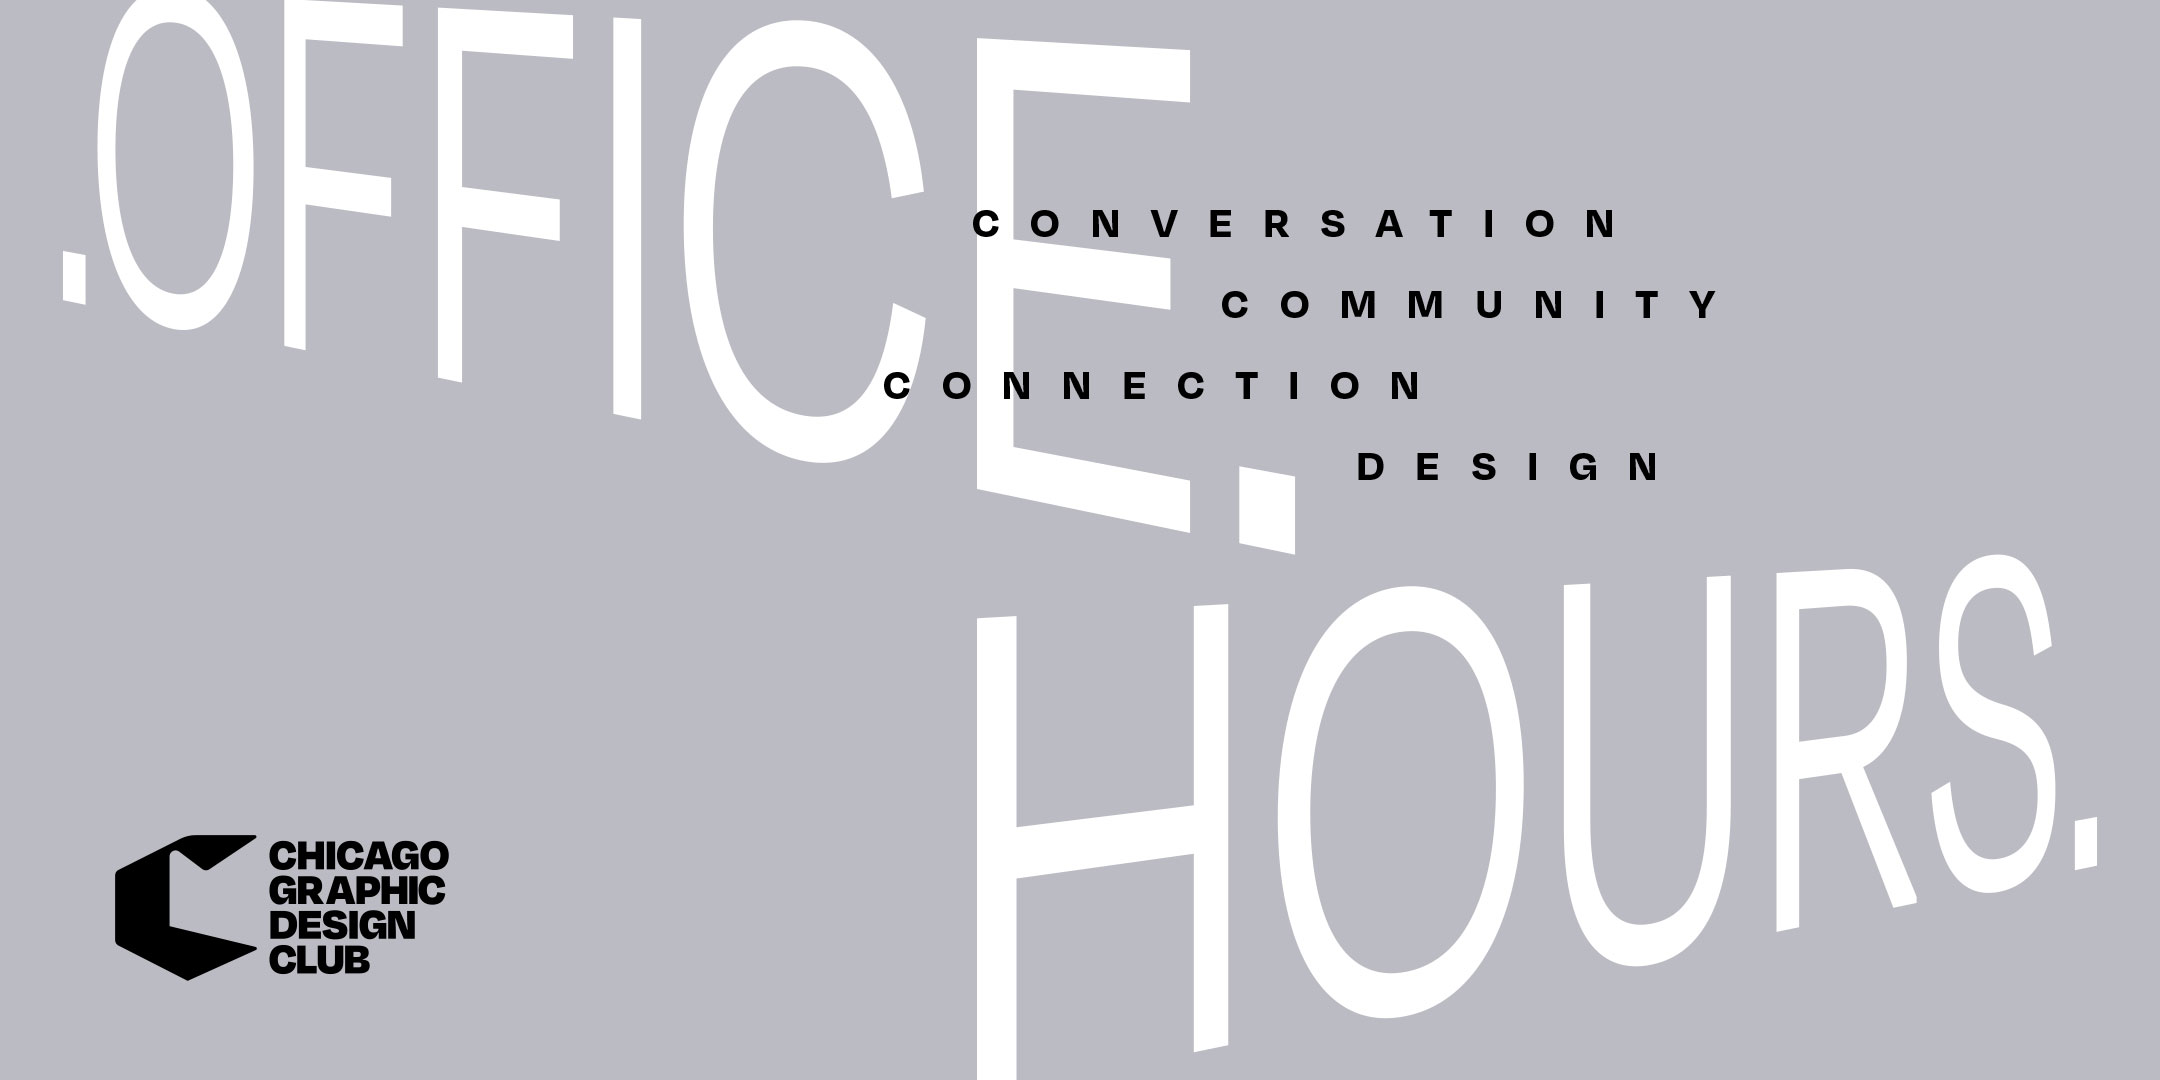 .OFFICE.
CONVERSATION
COMMUNITY
CONNECTION
DESIGN
HOURS.
CHICAGO
GRAPHIC
DESIGN
CLUB